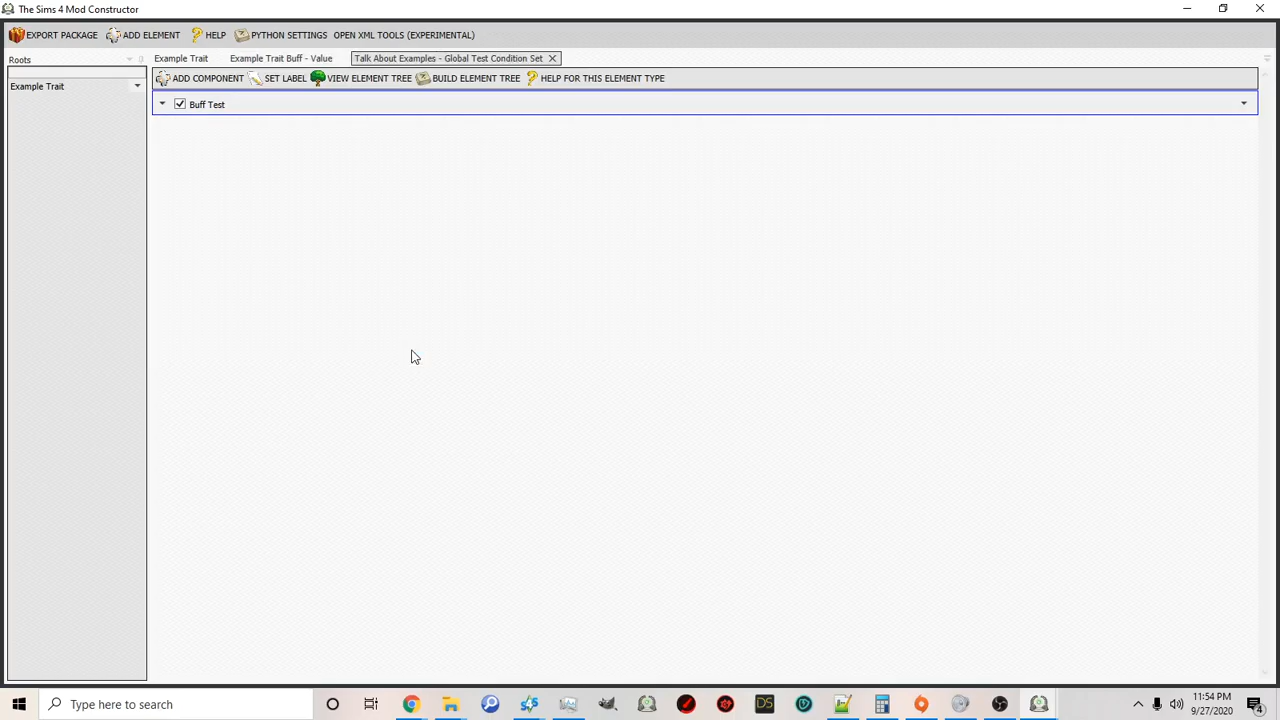 The Sims 4 Mod Constructor
EXPORT PACKAGE ADD ELEMENT HELP PYTHON SETTINGS OPEN XML TOOLS (EXPERIMENTAL)
Roots
Example Trait Example Trait Buff - Value Talk About Examples - Global Test Condition Set
ADD COMPONENT SET LABEL VIEW ELEMENT TREE BUILD ELEMENT TREE HELP FOR THIS ELEMENT TYPE
Example Trait
Buff Test
Type here to search
DS
11:54 PM
9/27/2020
4